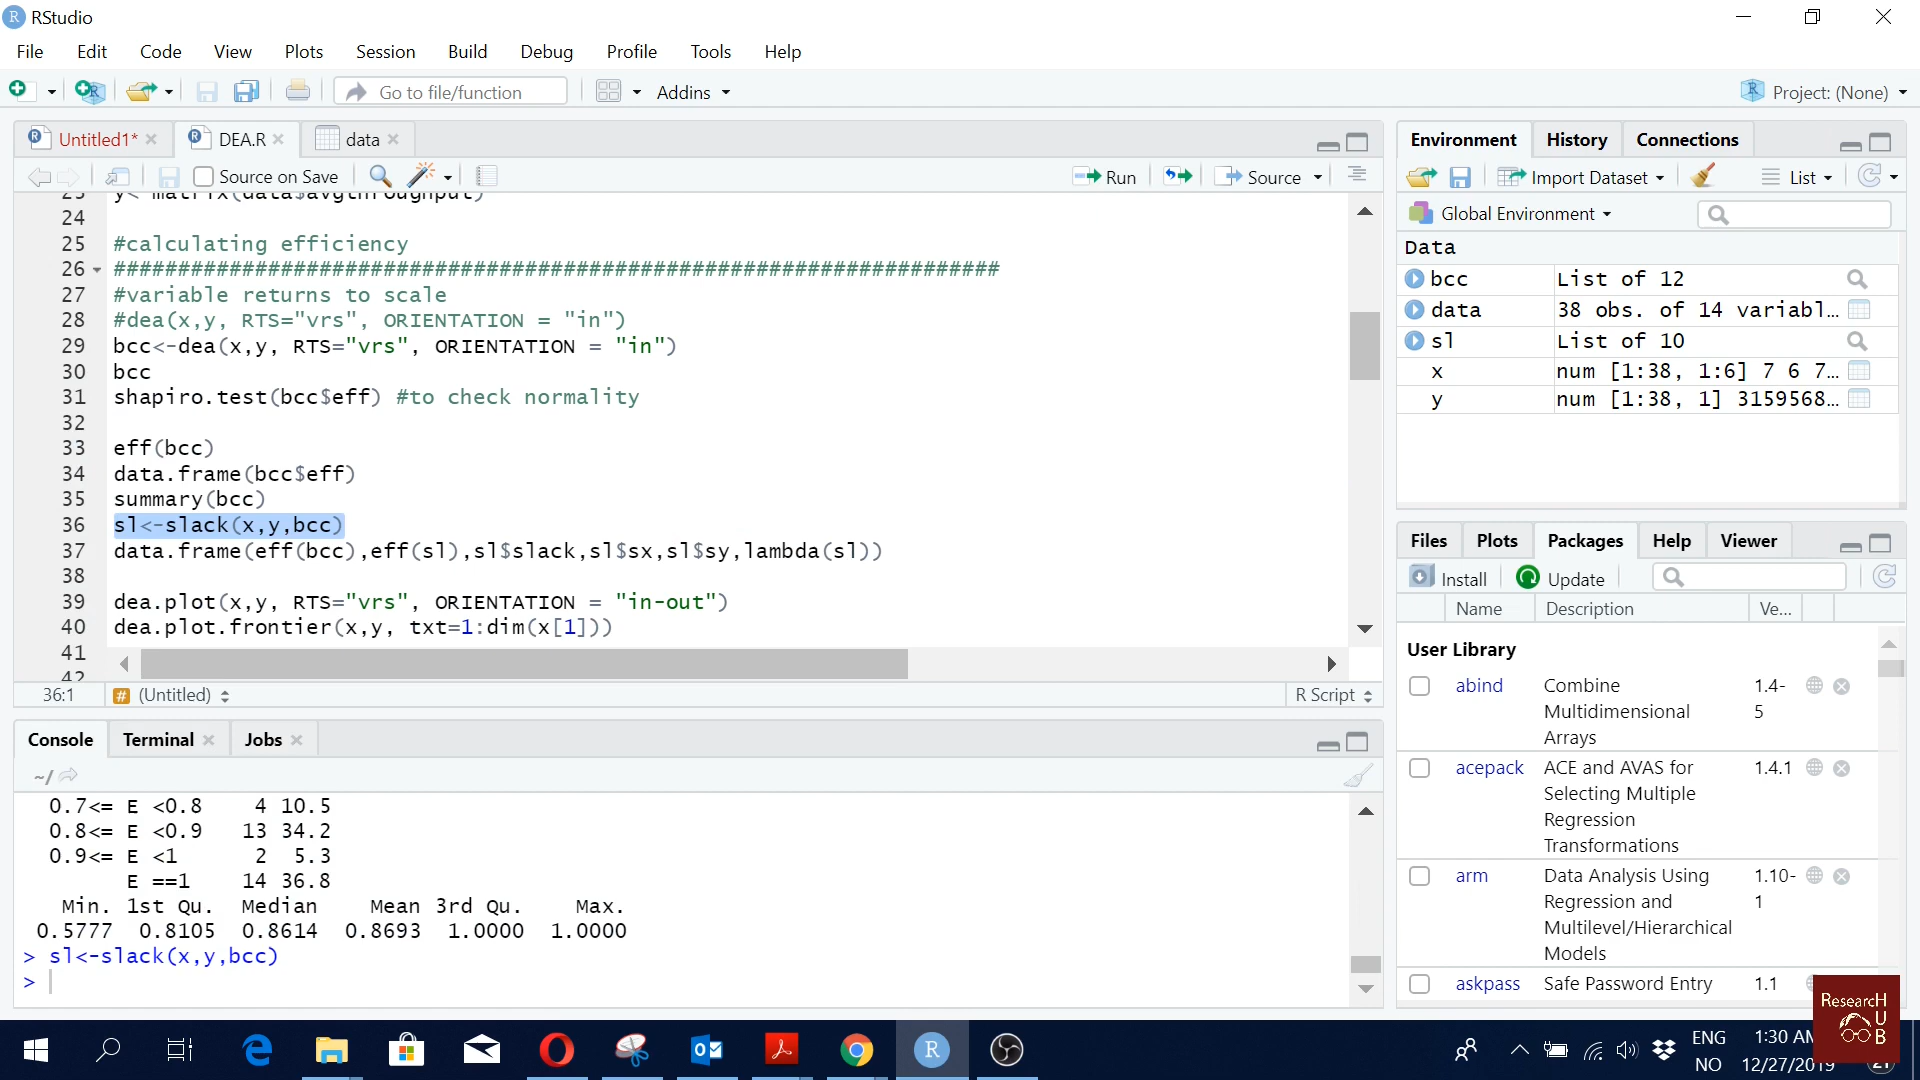 RStudio
File Edit Code View Plots Session Build Debug Profile Tools Help
Go to file/function Addins Project: (None)
Untitled1* DEA.R data
Source on Save Run Source
24
25 #calculating efficiency
26 #####################################################################
27 #variable returns to scale
28 #dea(x,y, RTS="vrs", ORIENTATION = "in")
29 bcc<-dea(x,y, RTS="vrs", ORIENTATION = "in")
30 bcc
31 shapiro.test(bcc$eff) #to check normality
32
33 eff(bcc)
34 data.frame(bcc$eff)
35 summary(bcc)
36 sl<-slack(x,y,bcc)
37 data.frame(eff(bcc),eff(sl),sl$slack,sl$sx,sl$sy,lambda(sl))
38
39 dea.plot(x,y, RTS="vrs", ORIENTATION = "in-out")
40 dea.plot.frontier(x,y, txt=1:dim(x[1]))
41
42
36:1 # (Untitled) R Script
Console Terminal Jobs
~/
0.7<= E <0.8 4 10.5
0.8<= E <0.9 13 34.2
0.9<= E <1 2 5.3
E ==1 14 36.8
Min. 1st Qu. Median Mean 3rd Qu. Max.
0.5777 0.8105 0.8614 0.8693 1.0000 1.0000
> sl<-slack(x,y,bcc)
>
Environment History Connections
Import Dataset List
Global Environment
Data
bcc List of 12
data 38 obs. of 14 variabl...
sl List of 10
x num [1:38, 1:6] 7 6 7...
y num [1:38, 1] 3159568...
Files Plots Packages Help Viewer
Install Update
Name Description Ve...
User Library
abind Combine 1.4-
Multidimensional 5
Arrays
acepack ACE and AVAS for 1.4.1
Selecting Multiple
Regression
Transformations
arm Data Analysis Using 1.10-
Regression and 1
Multilevel/Hierarchical
Models
askpass Safe Password Entry 1.1
ResearcH
U
B
ENG 1:30 AM
NO 12/27/2019
21